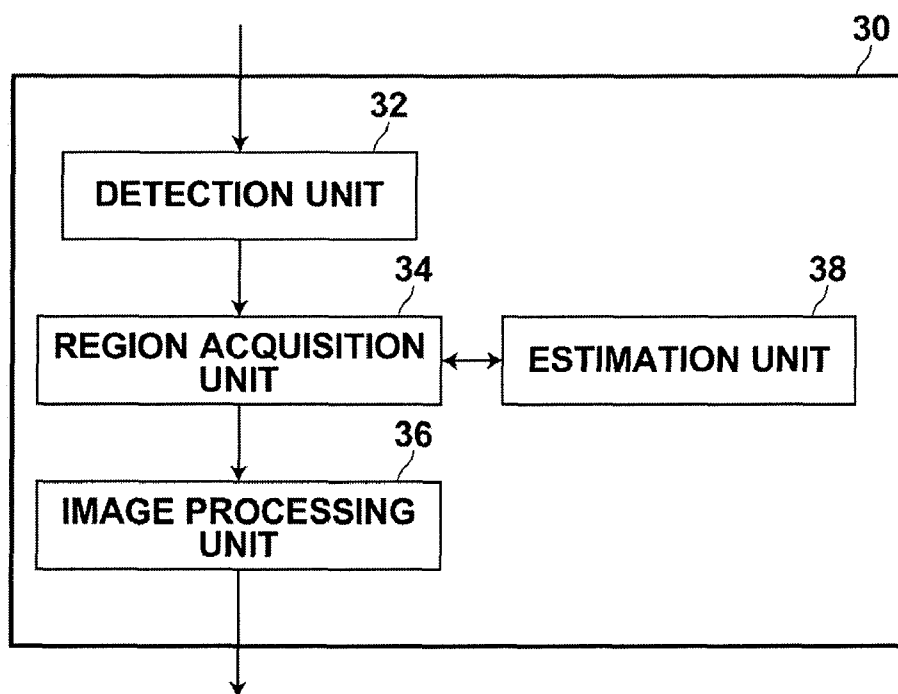 30
32
DETECTION UNIT
34
REGION ACQUISITION
UNIT
38
ESTIMATION UNIT
36
IMAGE PROCESSING
UNIT